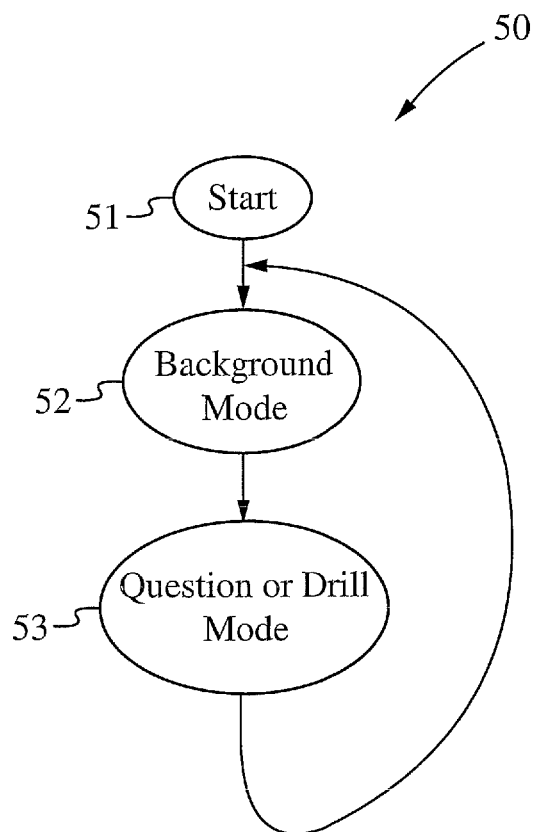 50
51
Start
Background
52
Mode
Question or Drill
53
Mode